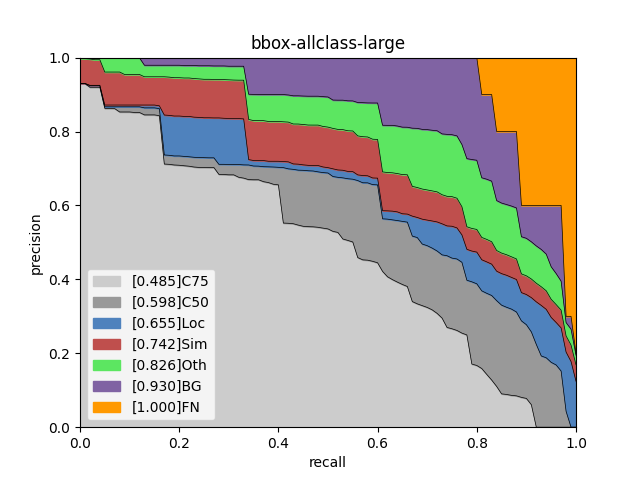 bbox-allclass-large
1.0
0.8
0.6
0.4
0.2
0.0
precision
[0.485]C75
[0.598]C50
[0.655]Loc
[0.742]Sim
[0.826]Oth
[0.930]BG
[1.000]FN
0.0 0.2 0.4 0.6 0.8 1.0
recall